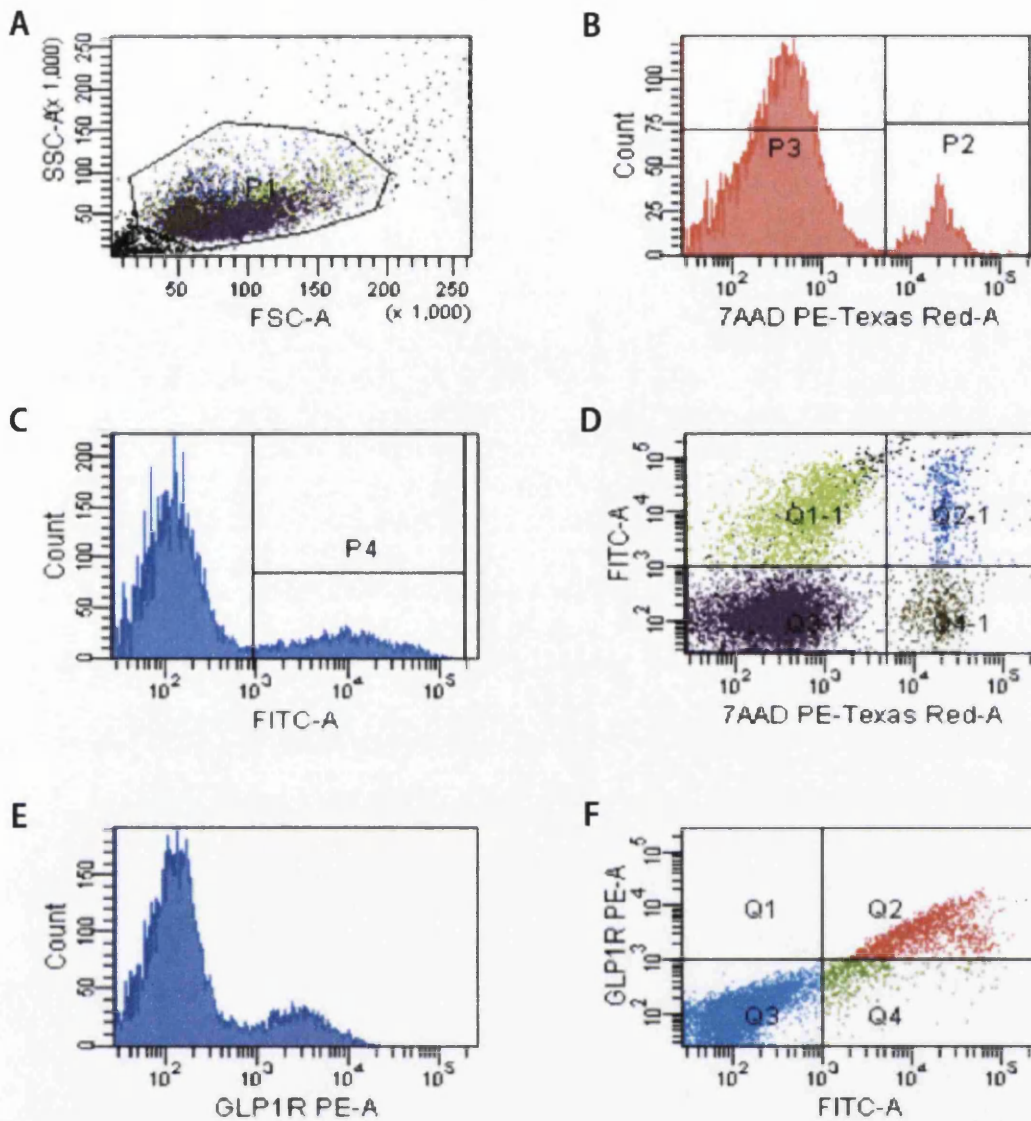 A
SSC-A (x 1,000)
50 100 150 200 250
P1
50 100 150 200 250
FSC-A (x 1,000)
B
Count
0 25 50 75 100
P3 P2
10² 10³ 10⁴ 10⁵
7AAD PE-Texas Red-A
C
Count
0 50 100 150 200
P4
10² 10³ 10⁴ 10⁵
FITC-A
D
FITC-A
10² 10³ 10⁴ 10⁵
Q1-1 Q2-1
Q3-1 Q4-1
10² 10³ 10⁴ 10⁵
7AAD PE-Texas Red-A
E
Count
0 50 100 150
10² 10³ 10⁴ 10⁵
GLP1R PE-A
F
GLP1R PE-A
10² 10³ 10⁴ 10⁵
Q1 Q2
Q3 Q4
10² 10³ 10⁴ 10⁵
FITC-A